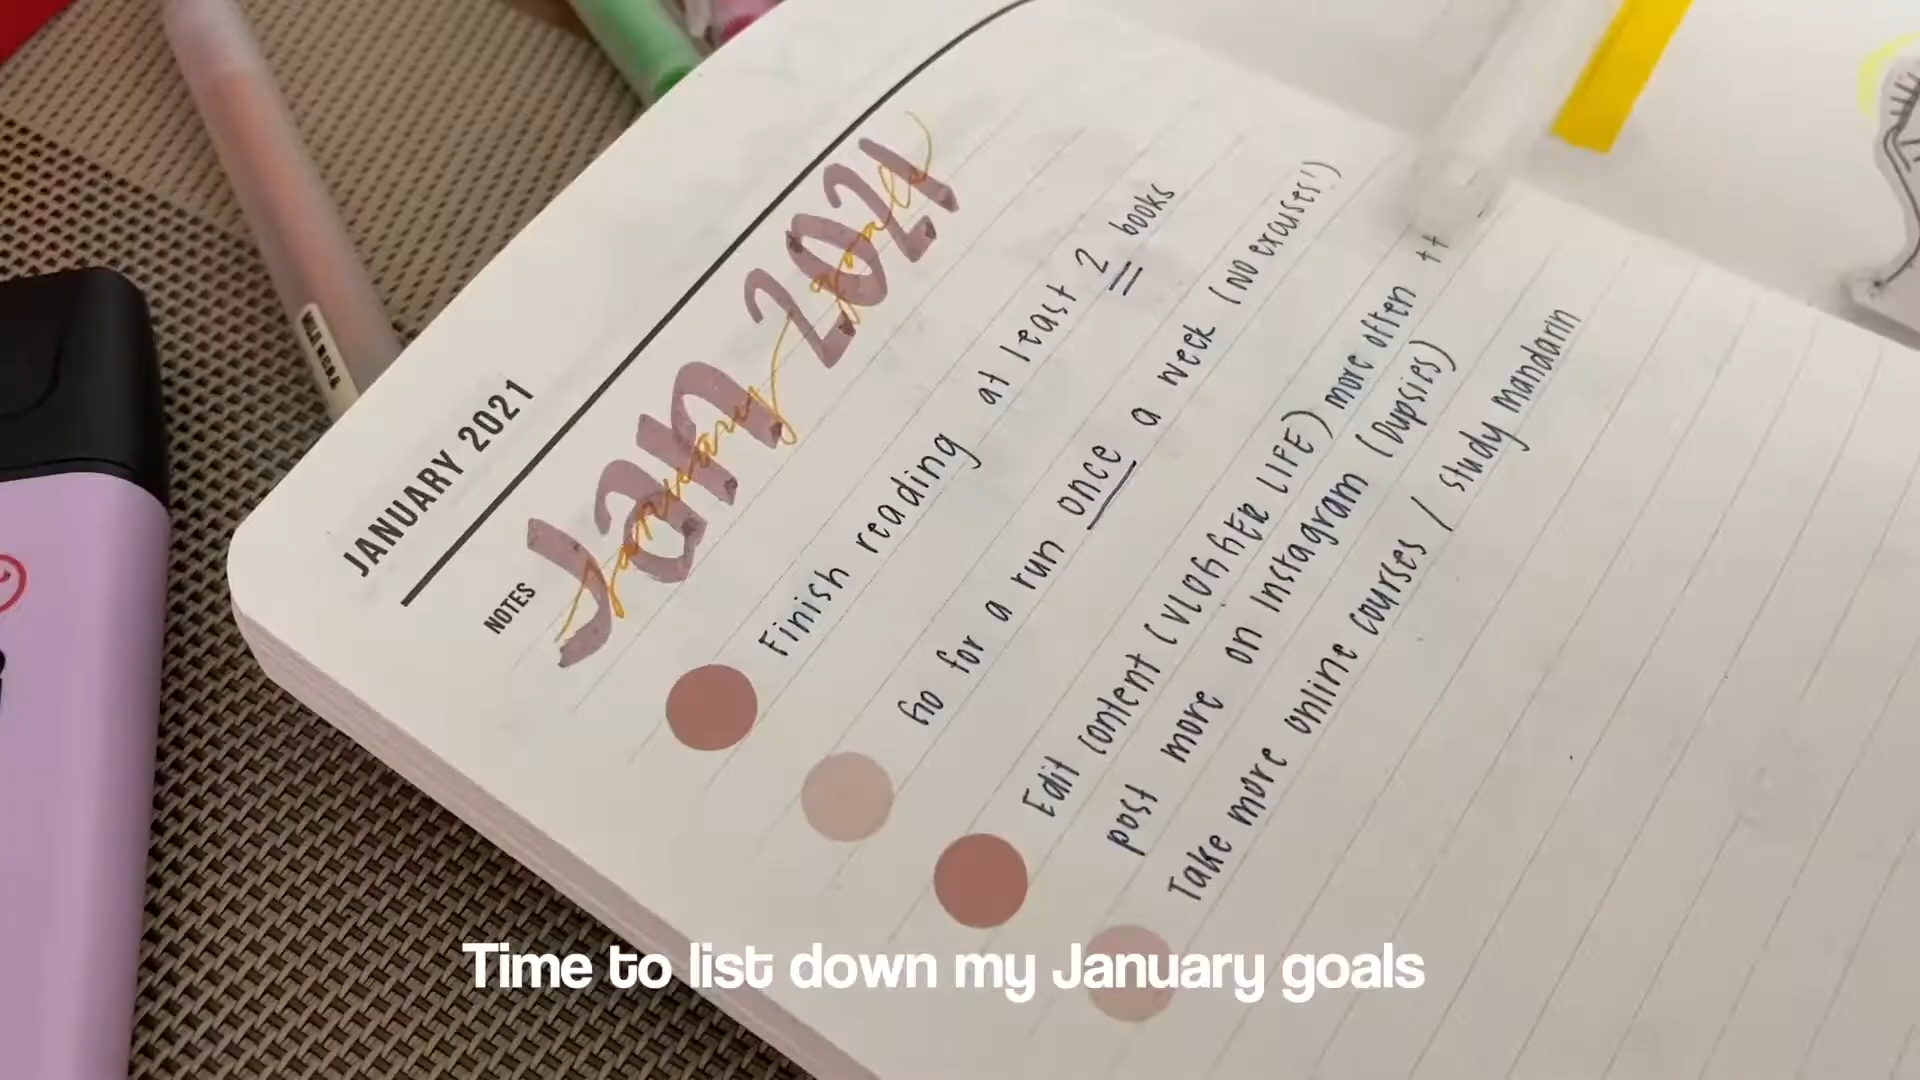 JANUARY 2021
NOTES
Jan 2021
January goals
Finish reading at least 2 books
Go for a run once a week (NO excuses!)
Edit content (VLOGGER LIFE) more often ++
post more on Instagram (Dupsies)
Take more online courses / study mandarin
Time to list down my January goals